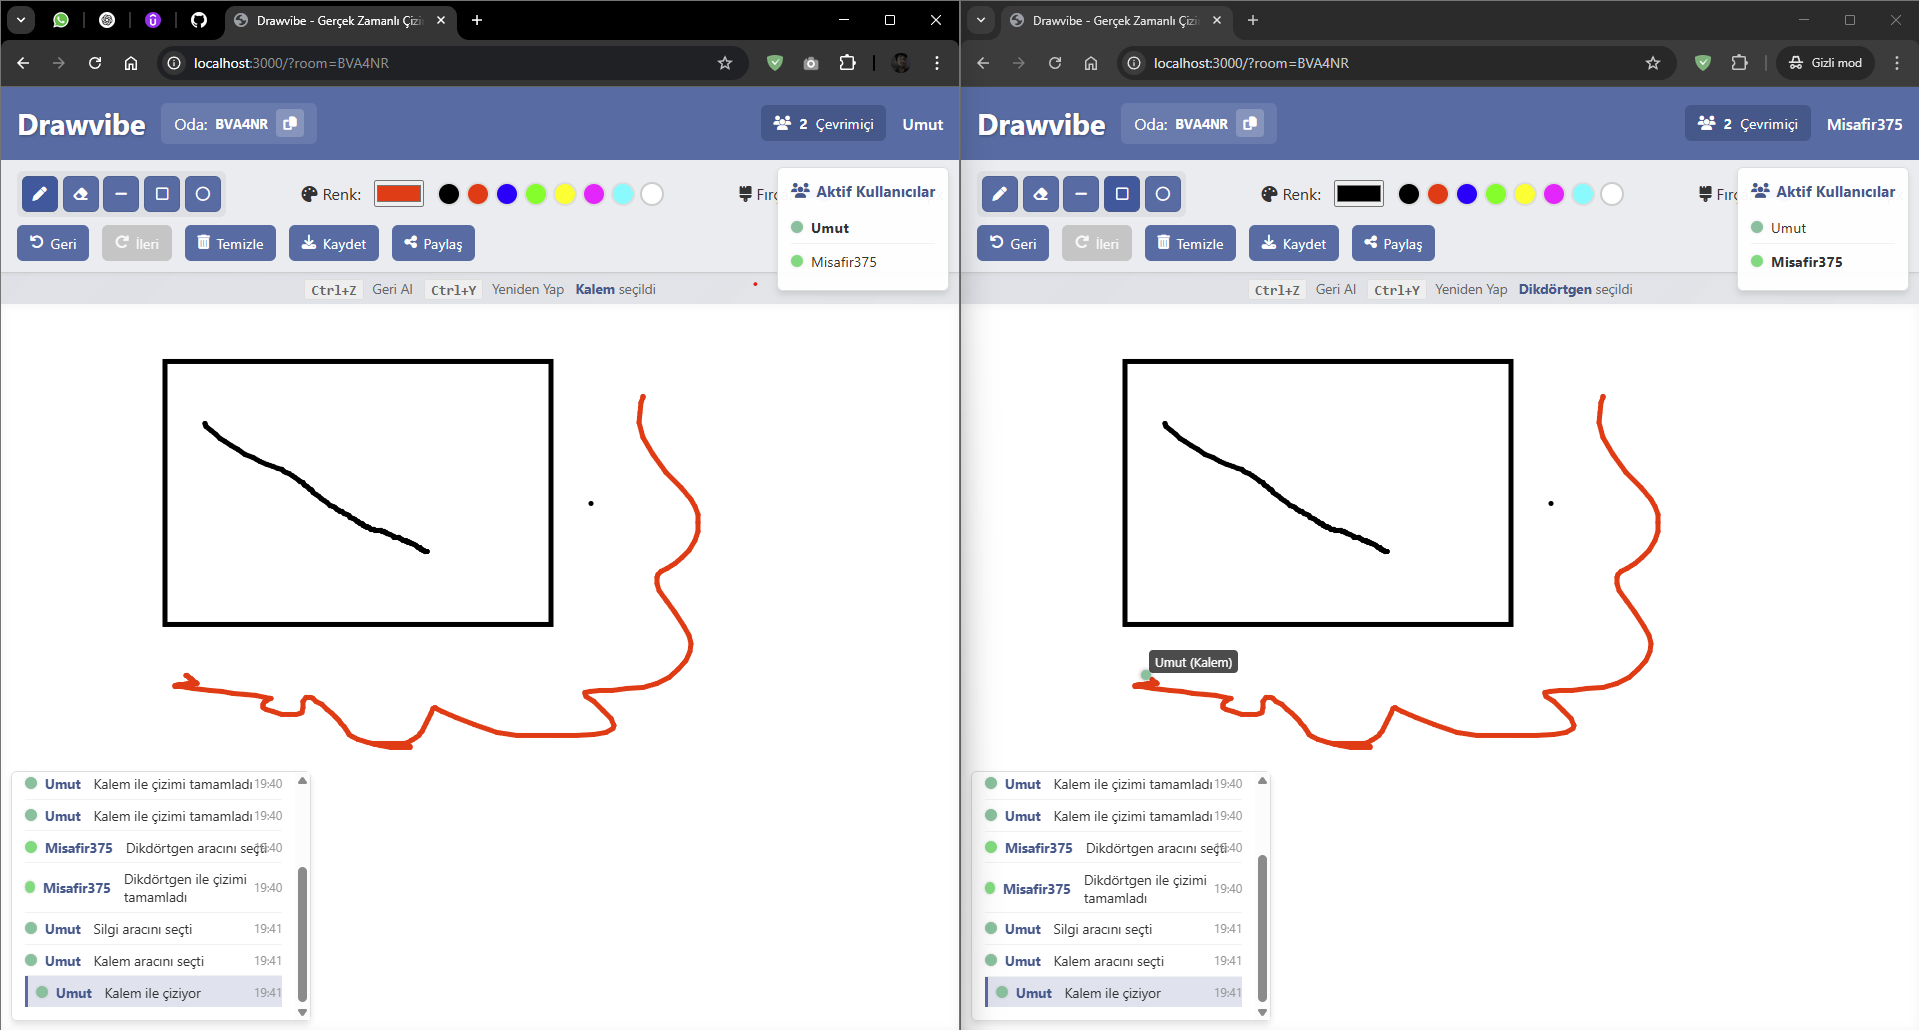 Drawvibe - Gerçek Zamanlı Çizi
localhost:3000/?room=BVA4NR
Drawvibe
Oda: BVA4NR
2 Çevrimiçi
Umut
Renk:
Fırç
Geri
İleri
Temizle
Kaydet
Paylaş
Aktif Kullanıcılar
Umut
Misafir375
Ctrl+Z Geri Al Ctrl+Y Yeniden Yap Kalem seçildi
Umut Kalem ile çizimi tamamladı 19:40
Umut Kalem ile çizimi tamamladı 19:40
Misafir375 Dikdörtgen aracını seçti 19:40
Misafir375 Dikdörtgen ile çizimi
tamamladı 19:40
Umut Silgi aracını seçti 19:41
Umut Kalem aracını seçti 19:41
Umut Kalem ile çiziyor 19:41
Drawvibe - Gerçek Zamanlı Çizi
localhost:3000/?room=BVA4NR
Gizli mod
Drawvibe
Oda: BVA4NR
2 Çevrimiçi
Misafir375
Renk:
Fırç
Geri
İleri
Temizle
Kaydet
Paylaş
Aktif Kullanıcılar
Umut
Misafir375
Ctrl+Z Geri Al Ctrl+Y Yeniden Yap Dikdörtgen seçildi
Umut (Kalem)
Umut Kalem ile çizimi tamamladı 19:40
Umut Kalem ile çizimi tamamladı 19:40
Misafir375 Dikdörtgen aracını seçti 19:40
Misafir375 Dikdörtgen ile çizimi
tamamladı 19:40
Umut Silgi aracını seçti 19:41
Umut Kalem aracını seçti 19:41
Umut Kalem ile çiziyor 19:41